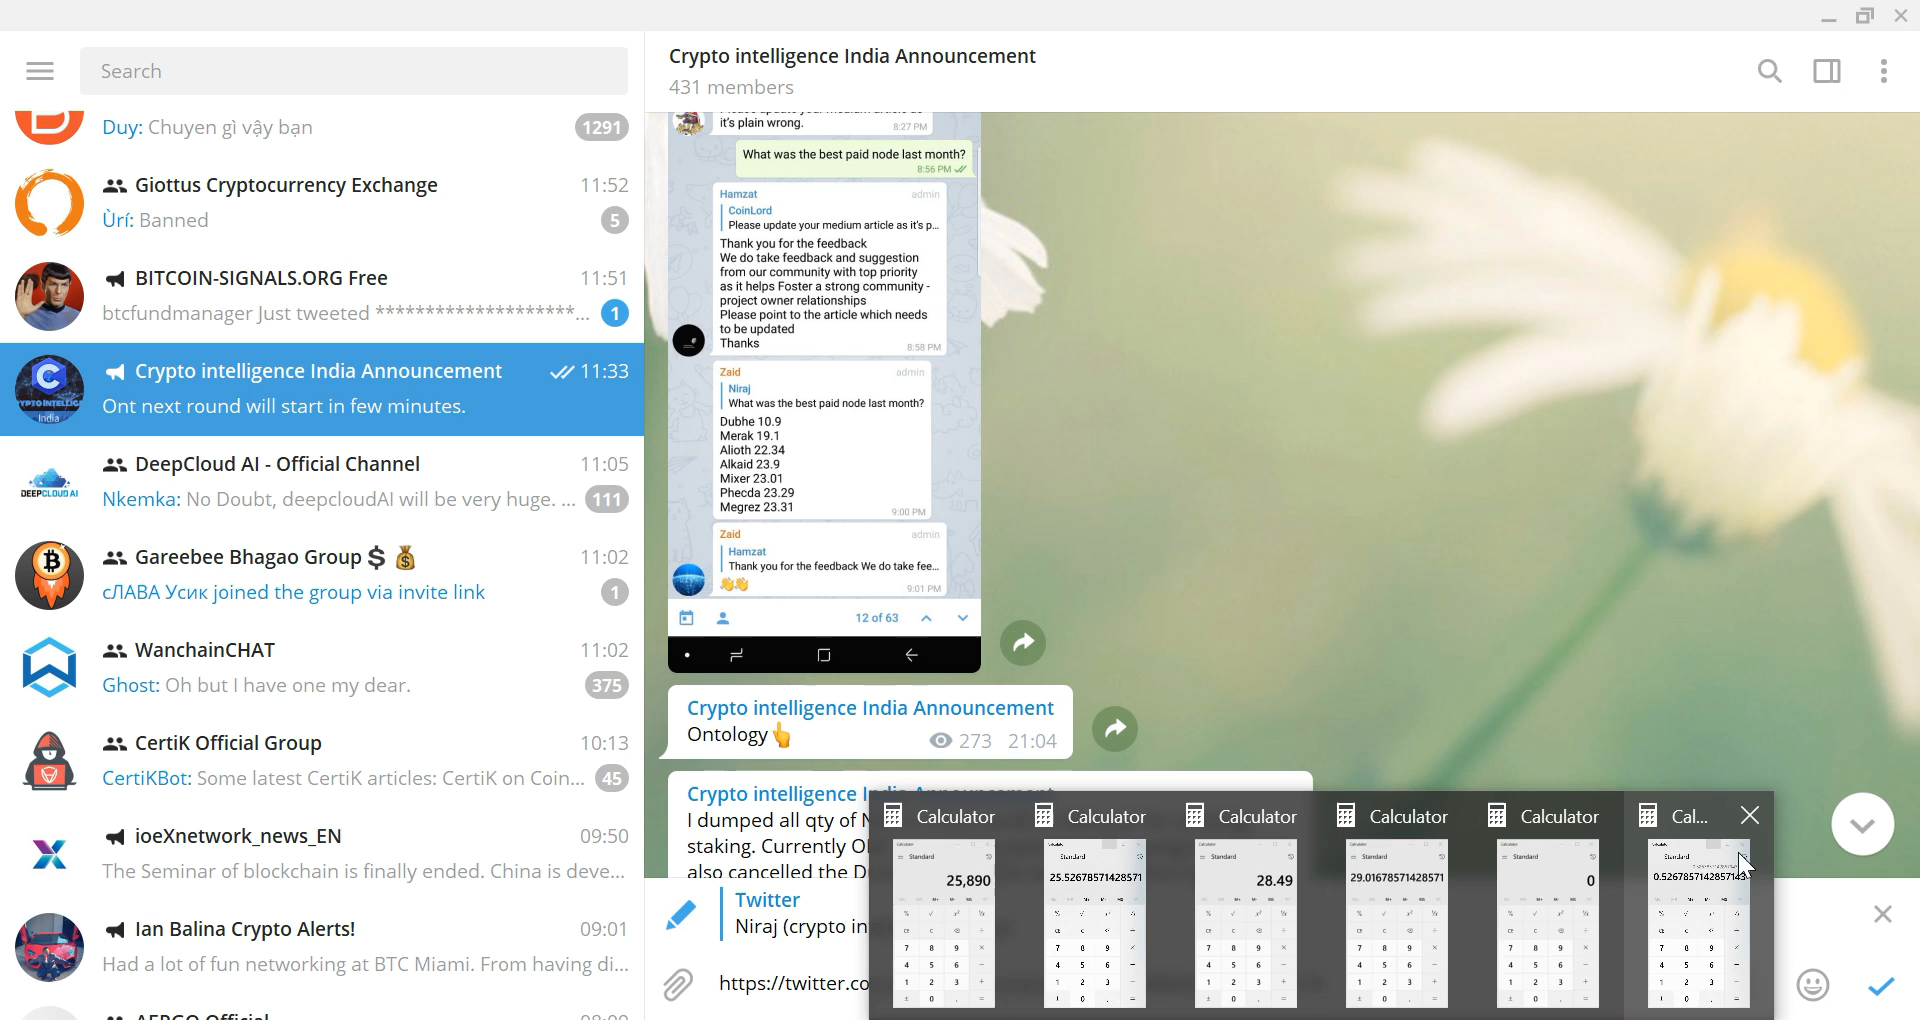 Search
Duy: Chuyen gì vậy bạn
1291
Giottus Cryptocurrency Exchange 11:52
Ùrí: Banned 5
BITCOIN-SIGNALS.ORG Free 11:51
btcfundmanager Just tweeted ********************... 1
Crypto intelligence India Announcement 11:33
Ont next round will start in few minutes.
DeepCloud AI - Official Channel 11:05
Nkemka: No Doubt, deepcloudAI will be very huge. ... 111
Gareebee Bhagao Group 11:02
сЛАВА Усик joined the group via invite link 1
WanchainCHAT 11:02
Ghost: Oh but I have one my dear. 375
CertiK Official Group 10:13
CertiKBot: Some latest CertiK articles: CertiK on Coin... 45
ioeXnetwork_news_EN 09:50
The Seminar of blockchain is finally ended. China is deve...
Ian Balina Crypto Alerts! 09:01
Had a lot of fun networking at BTC Miami. From having di...
Crypto intelligence India Announcement
431 members
it's plain wrong.
8:27 PM
What was the best paid node last month?
8:56 PM
Hamzat admin
CoinLord
Please update your medium article as it's p...
Thank you for the feedback
We do take feedback and suggestion
from our community with top priority
as it helps Foster a strong community -
project owner relationships
Please point to the article which needs
to be updated
Thanks
8:58 PM
Zaid admin
Niraj
What was the best paid node last month?
Dubhe 10.9
Merak 19.1
Alioth 22.34
Alkaid 23.9
Mixer 23.01
Phecda 23.29
Megrez 23.31
9:00 PM
Zaid admin
Hamzat
Thank you for the feedback We do take fee...
9:01 PM
12 of 63
Crypto intelligence India Announcement
Ontology👆
273 21:04
Crypto intelligence India Announcement
I dumped all qty of
staking. Currently
also cancelled the
Twitter
Niraj (crypto in
https://twitter.co
Calculator Calculator Calculator Calculator Calculator Cal...
Standard Standard Standard Standard Standard Standard
25,890 25.52678571428571 28.49 29.01678571428571 0 0.5267857142857143